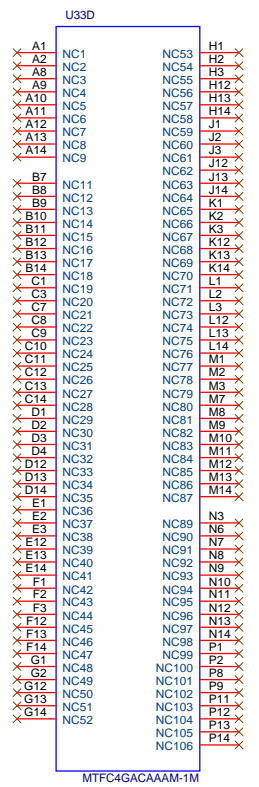 U33D
A1 NC1
A2 NC2
A8 NC3
A9 NC4
A10 NC5
A11 NC6
A12 NC7
A13 NC8
A14 NC9
B7 NC11
B8 NC12
B9 NC13
B10 NC14
B11 NC15
B12 NC16
B13 NC17
B14 NC18
C1 NC19
C3 NC20
C7 NC21
C8 NC22
C9 NC23
C10 NC24
C11 NC25
C12 NC26
C13 NC27
C14 NC28
D1 NC29
D2 NC30
D3 NC31
D4 NC32
D12 NC33
D13 NC34
D14 NC35
E1 NC36
E2 NC37
E3 NC38
E12 NC39
E13 NC40
E14 NC41
F1 NC42
F2 NC43
F3 NC44
F12 NC45
F13 NC46
F14 NC47
G1 NC48
G2 NC49
G12 NC50
G13 NC51
G14 NC52
NC53 H1
NC54 H2
NC55 H3
NC56 H12
NC57 H13
NC58 H14
NC59 J1
NC60 J2
NC61 J3
NC62 J12
NC63 J13
NC64 J14
NC65 K1
NC66 K2
NC67 K3
NC68 K12
NC69 K13
NC70 K14
NC71 L1
NC72 L2
NC73 L3
NC74 L12
NC75 L13
NC76 L14
NC77 M1
NC78 M2
NC79 M3
NC80 M7
NC81 M8
NC82 M9
NC83 M10
NC84 M11
NC85 M12
NC86 M13
NC87 M14
NC89 N3
NC90 N6
NC91 N7
NC92 N8
NC93 N9
NC94 N10
NC95 N11
NC96 N12
NC97 N13
NC98 N14
NC99 P1
NC100 P2
NC101 P8
NC102 P9
NC103 P11
NC104 P12
NC105 P13
NC106 P14
MTFC4GACAAAM-1M